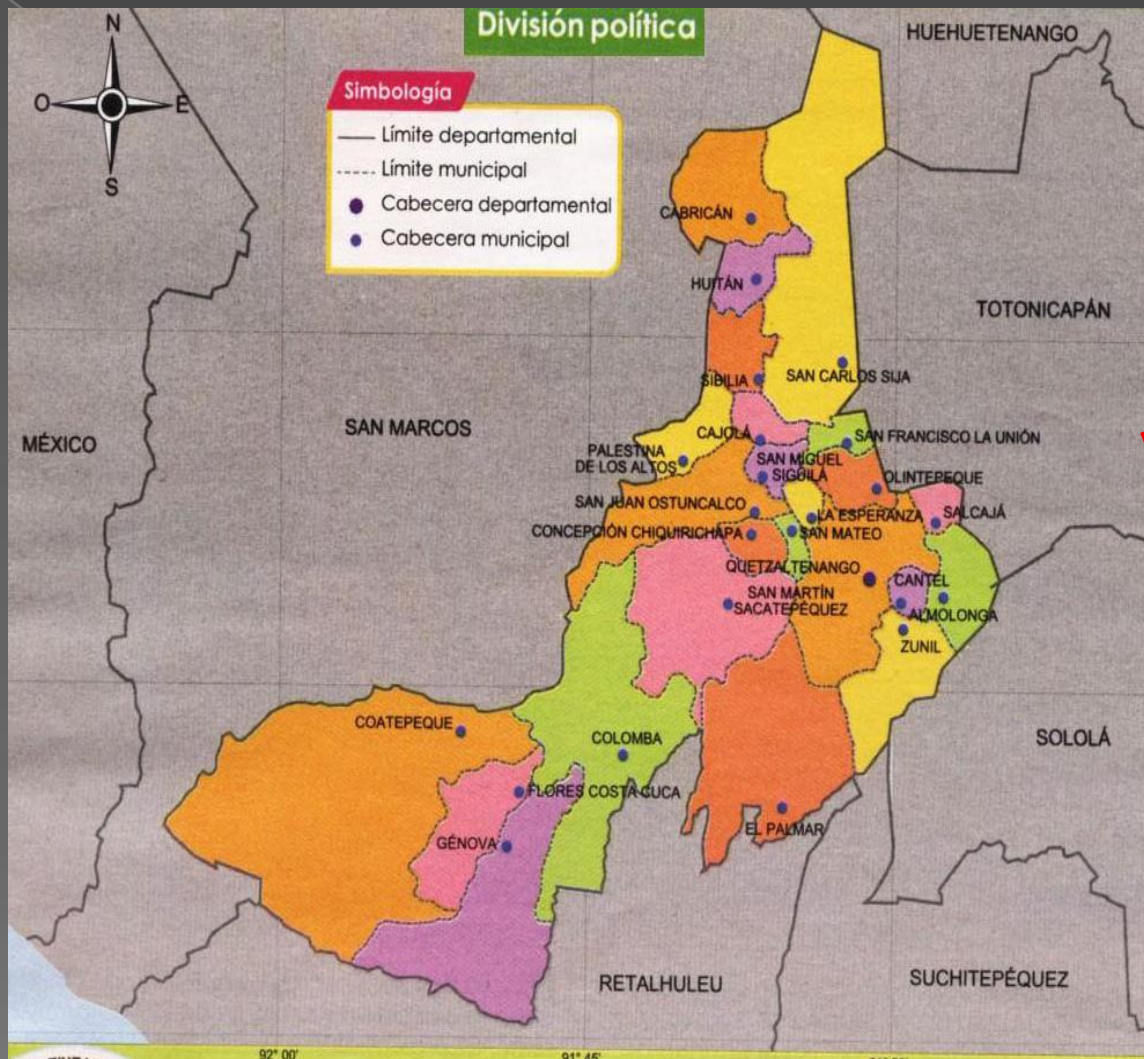 División política
N
O
E
S
Simbología
Límite departamental
Límite municipal
Cabecera departamental
Cabecera municipal
HUEHUETENANGO
CABRICÁN
HUITÁN
TOTONICAPÁN
SIBILIA
SAN CARLOS SIJA
SAN MARCOS
MÉXICO
CAJOLÁ
SAN FRANCISCO LA UNIÓN
PALESTINA
DE LOS ALTOS
SAN MIGUEL
SIGUILÁ
OLINTEPEQUE
SAN JUAN OSTUNCALCO
LA ESPERANZA
SALCAJÁ
CONCEPCIÓN CHIQUIRICHAPA
SAN MATEO
QUETZALTENANGO
CANTEL
SAN MARTÍN
SACATEPÉQUEZ
ALMOLONGA
ZUNIL
COATEPEQUE
COLOMBA
SOLOLÁ
FLORES COSTA CUCA
GÉNOVA
EL PALMAR
RETALHULEU
SUCHITEPÉQUEZ
92° 00'
91° 45'